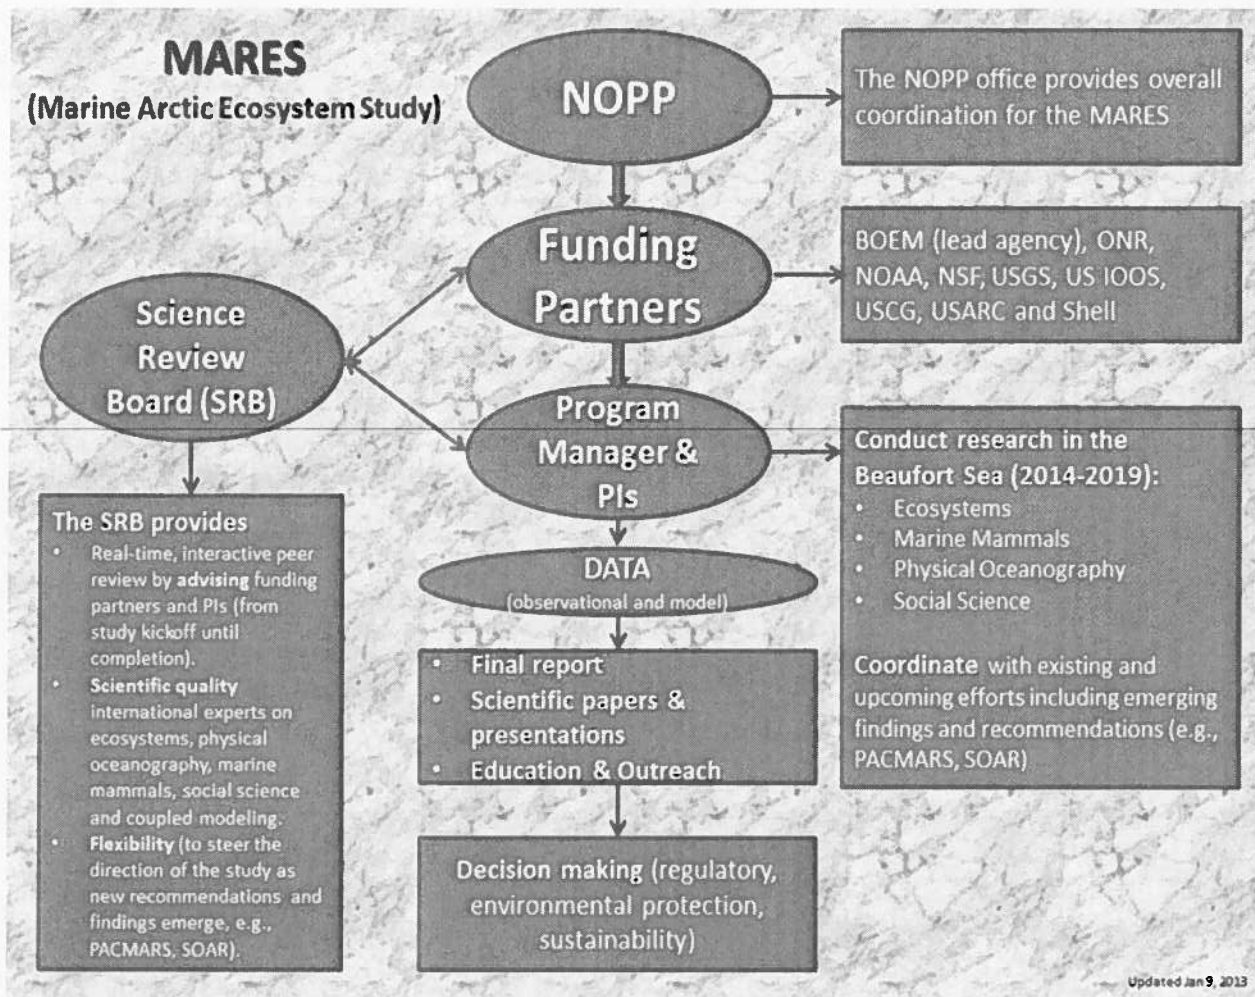 MARES
(Marine Arctic Ecosystem Study)
NOPP
The NOPP office provides overall
coordination for the MARES
Funding
Partners
BOEM (lead agency), ONR,
NOAA, NSF, USGS, US IOOS,
USCG, USARC and Shell
Science
Review
Board (SRB)
Program
Manager &
PIs
Conduct research in the
Beaufort Sea (2014-2019):
• Ecosystems
• Marine Mammals
• Physical Oceanography
• Social Science
Coordinate with existing and
upcoming efforts including emerging
findings and recommendations (e.g.,
PACMARS, SOAR)
The SRB provides
• Real-time, interactive peer
review by advising funding
partners and PIs (from
study kickoff until
completion).
• Scientific quality
international experts on
ecosystems, physical
oceanography, marine
mammals, social science
and coupled modeling.
• Flexibility (to steer the
direction of the study as
new recommendations and
findings emerge, e.g.,
PACMARS, SOAR).
DATA
(observational and model)
• Final report
• Scientific papers &
presentations
• Education & Outreach
Decision making (regulatory,
environmental protection,
sustainability)
Updated Jan 9, 2013